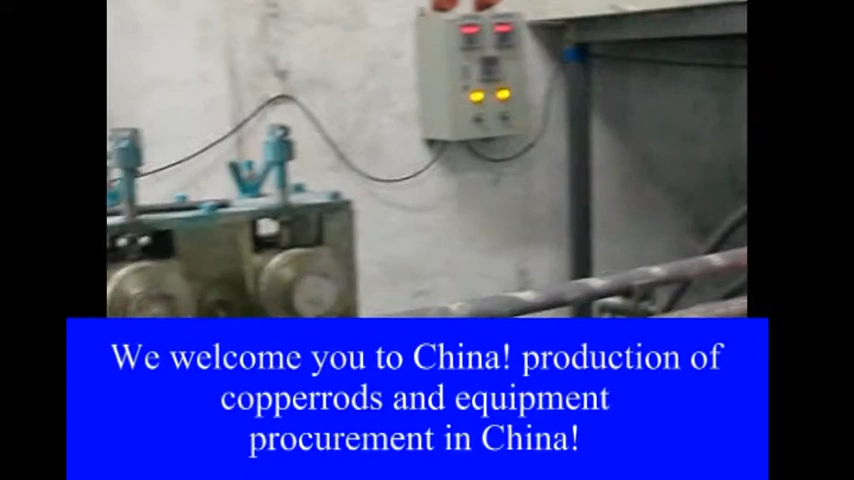 We welcome you to China! production of
copperrods and equipment
procurement in China!